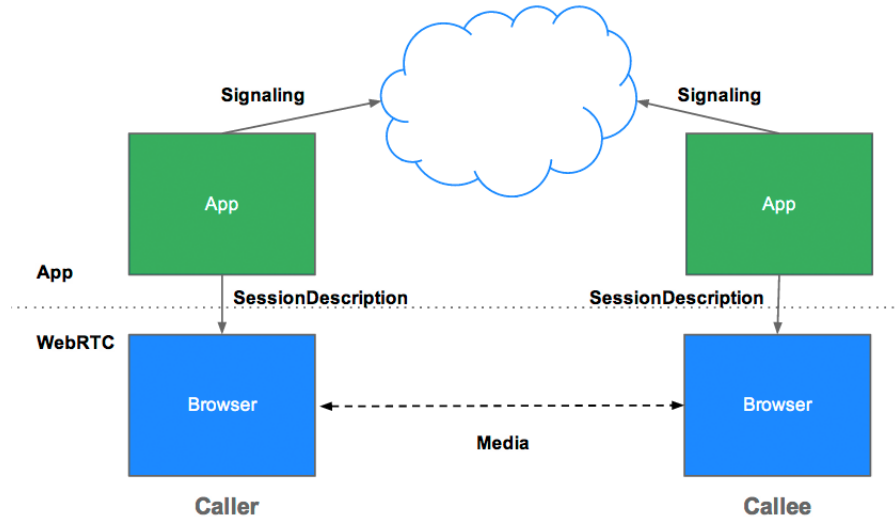 Signaling
Signaling
App
App
App
SessionDescription
SessionDescription
WebRTC
Browser
Browser
Media
Caller
Callee